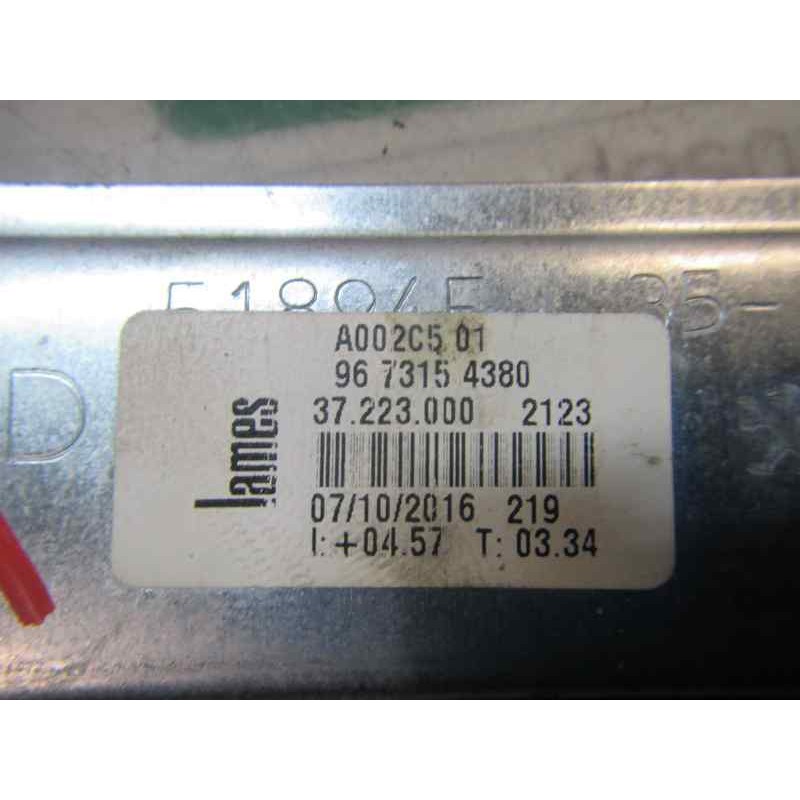 A002C5 01
96 7315 4380
37.223.000 2123
lames
07/10/2016 219
I: +04.57 T: 03.34
D